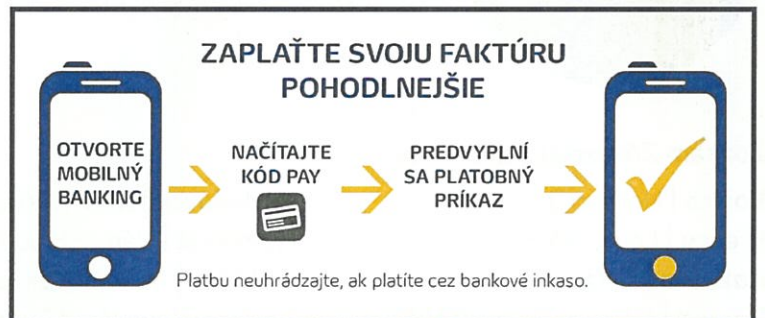 ZAPLAŤTE SVOJU FAKTÚRU
POHODLNEJŠIE
OTVORTE
MOBILNÝ
BANKING
NAČÍTAJTE
KÓD PAY
PREDVYPLNÍ
SA PLATOBNÝ
PRÍKAZ
Platbu neuhrádzajte, ak platíte cez bankové inkaso.